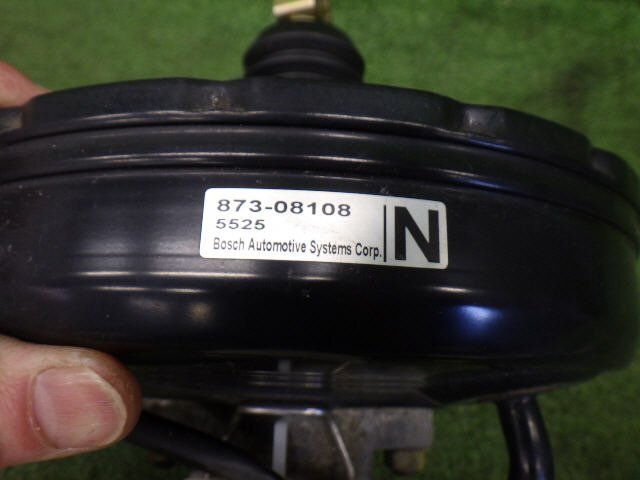 873-08108
5525
Bosch Automotive Systems Corp.
N